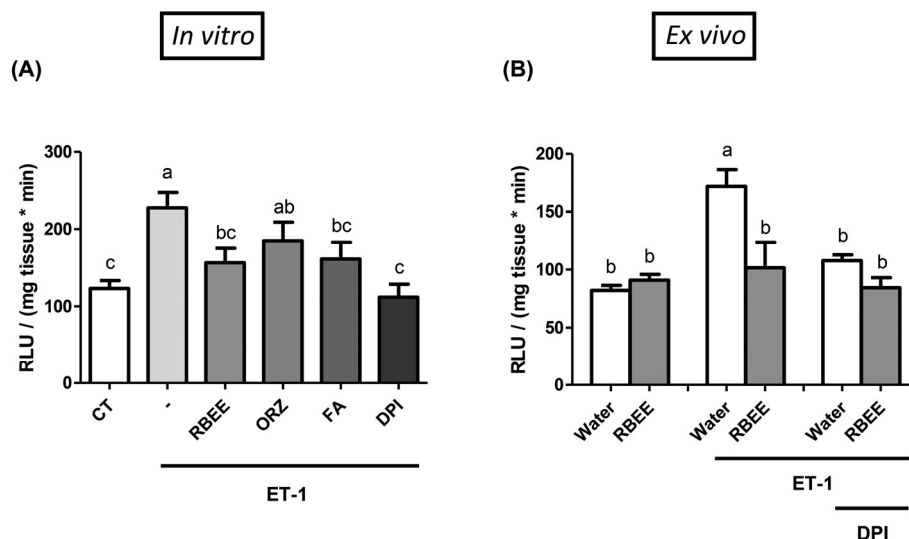 In vitro
Ex vivo
(A)
(B)
RLU / (mg tissue * min)
300
200
100
0
a
ab
bc
bc
c
c
CT
-
RBEE
ORZ
FA
DPI
ET-1
RLU / (mg tissue * min)
200
150
100
50
0
a
b
b
b
b
b
Water
RBEE
Water
RBEE
Water
RBEE
ET-1
DPI